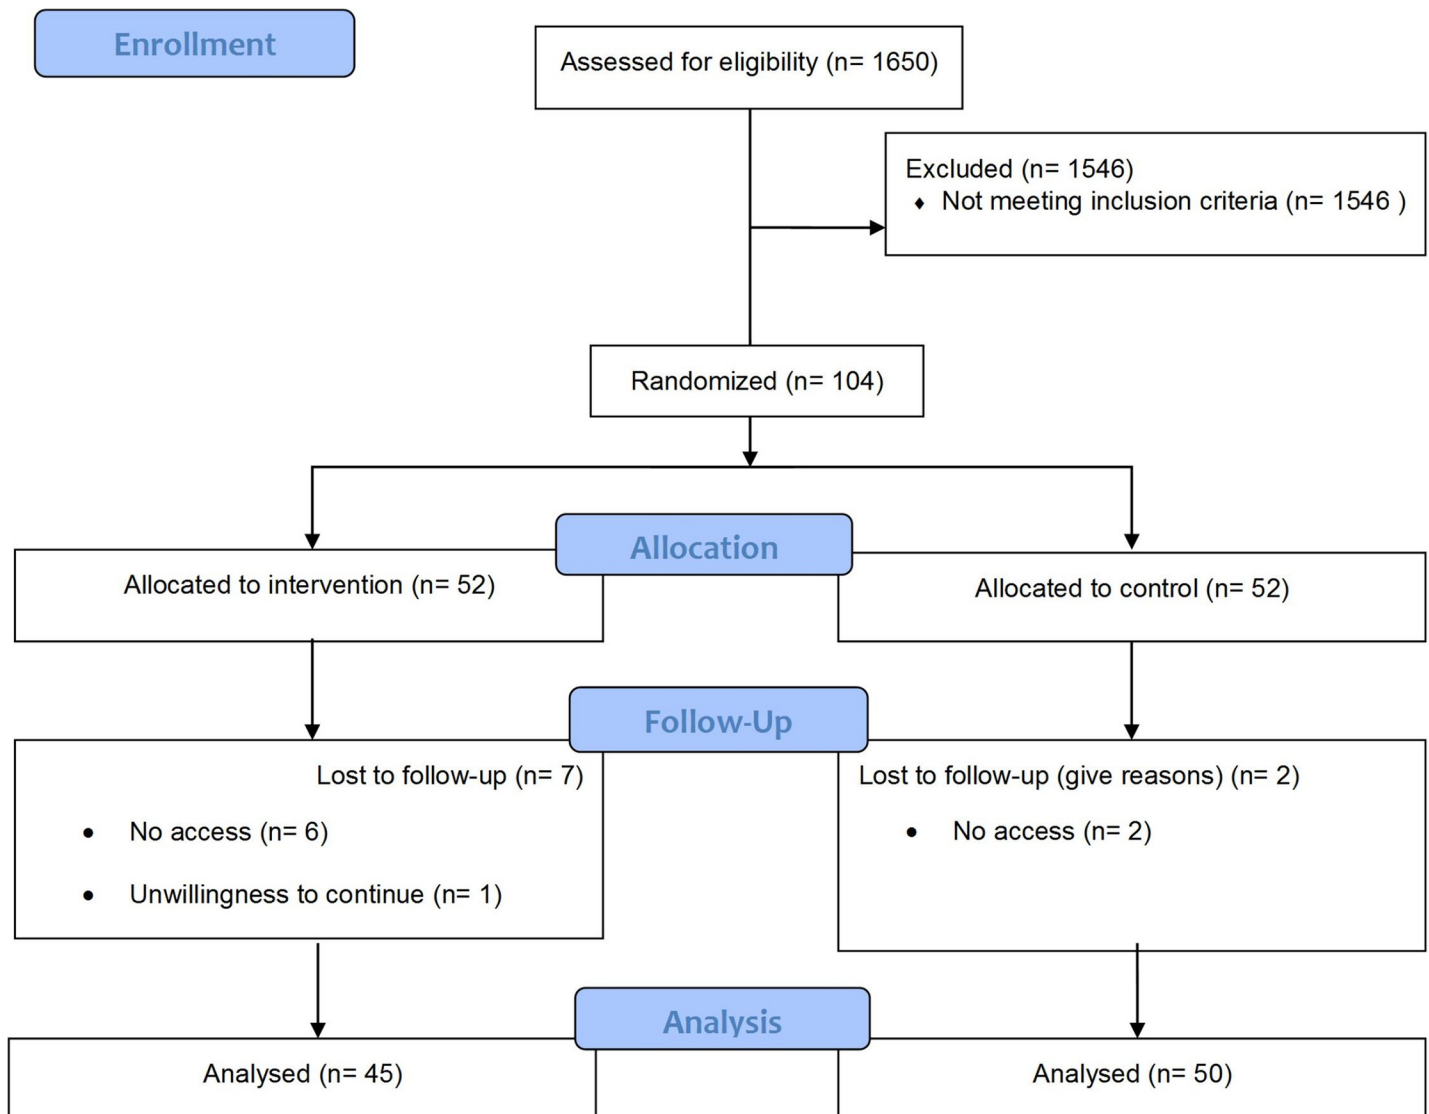 Enrollment
Assessed for eligibility (n= 1650)
Excluded (n= 1546)
♦ Not meeting inclusion criteria (n= 1546 )
Randomized (n= 104)
Allocation
Allocated to intervention (n= 52)
Allocated to control (n= 52)
Follow-Up
Lost to follow-up (n= 7)
• No access (n= 6)
• Unwillingness to continue (n= 1)
Lost to follow-up (give reasons) (n= 2)
• No access (n= 2)
Analysis
Analysed (n= 45)
Analysed (n= 50)